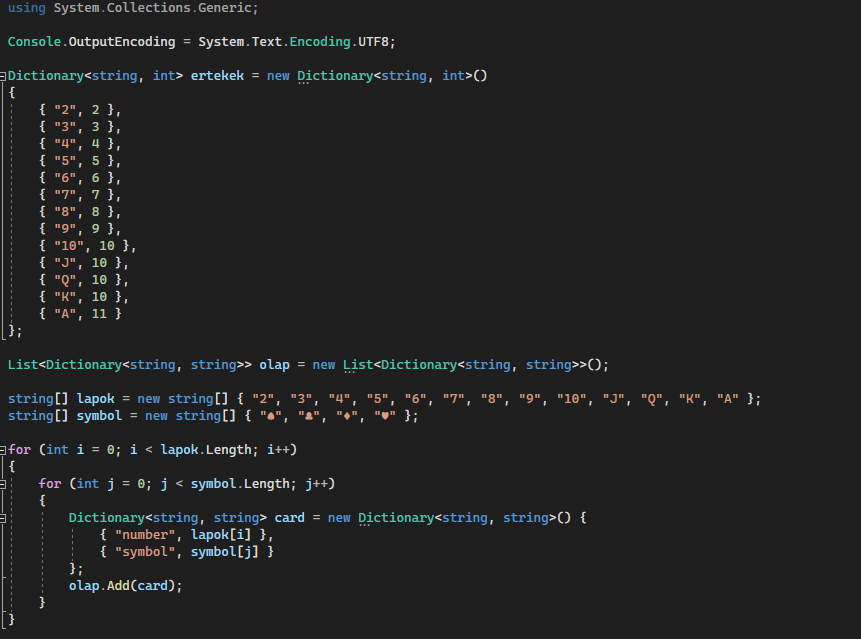 using System.Collections.Generic;
Console.OutputEncoding = System.Text.Encoding.UTF8;
Dictionary<string, int> ertekek = new Dictionary<string, int>()
{
{ "2", 2 },
{ "3", 3 },
{ "4", 4 },
{ "5", 5 },
{ "6", 6 },
{ "7", 7 },
{ "8", 8 },
{ "9", 9 },
{ "10", 10 },
{ "J", 10 },
{ "Q", 10 },
{ "K", 10 },
{ "A", 11 }
};
List<Dictionary<string, string>> olap = new List<Dictionary<string, string>>();
string[] lapok = new string[] { "2", "3", "4", "5", "6", "7", "8", "9", "10", "J", "Q", "K", "A" };
string[] symbol = new string[] { "♠", "♣", "♦", "♥" };
for (int i = 0; i < lapok.Length; i++)
{
for (int j = 0; j < symbol.Length; j++)
{
Dictionary<string, string> card = new Dictionary<string, string>() {
{ "number", lapok[i] },
{ "symbol", symbol[j] }
};
olap.Add(card);
}
}